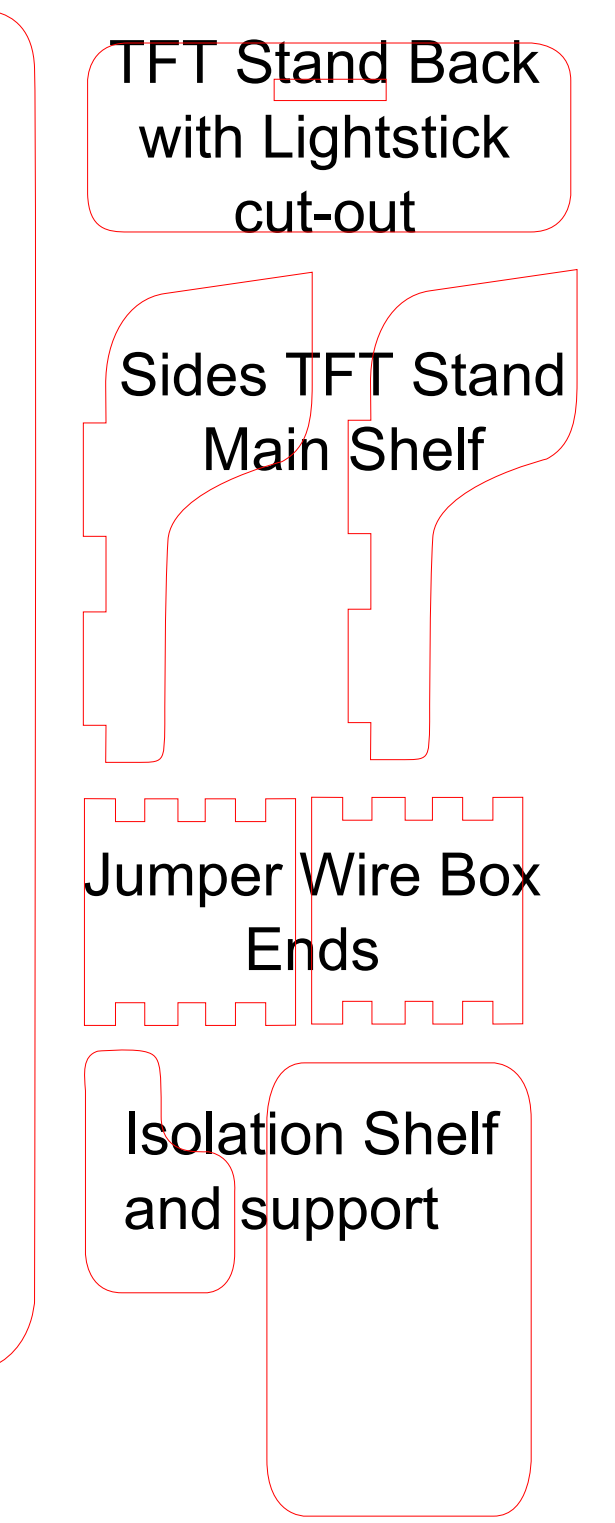 TFT Stand Back
with Lightstick
cut-out
Sides TFT Stand
Main Shelf
Jumper Wire Box
Ends
Isolation Shelf
and support